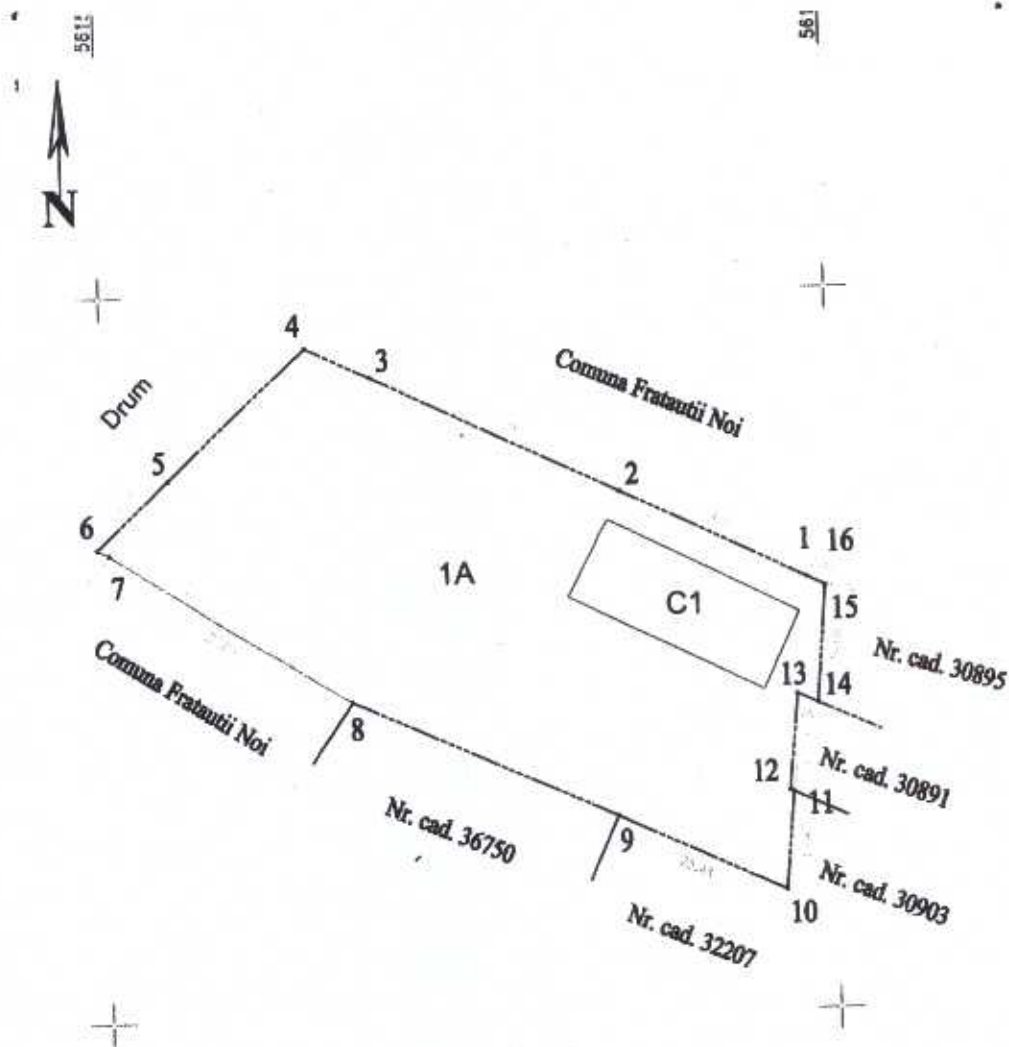 561
N
4
3
Comuna Fratautii Noi
Drum
2
5
6
1 16
1A
7
C1
15
Nr. cad. 30895
13
14
Comuna Fratautii Noi
8
12
Nr. cad. 30891
11
Nr. cad. 36750
9
Nr. cad. 30903
10
Nr. cad. 32207